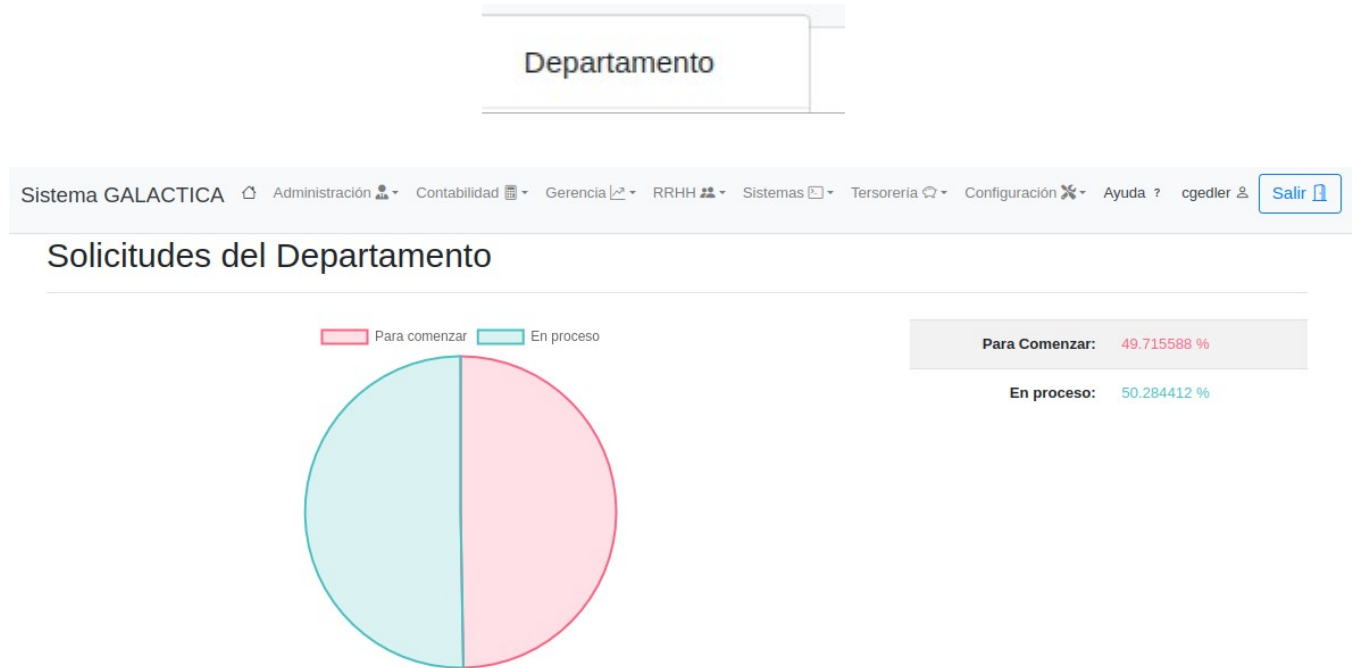 Departamento
Sistema GALACTICA Administración Contabilidad Gerencia RRHH Sistemas Tersorería Configuración Ayuda ? cgedler Salir
Solicitudes del Departamento
Para comenzar En proceso
Para Comenzar: 49.715588 %
En proceso: 50.284412 %